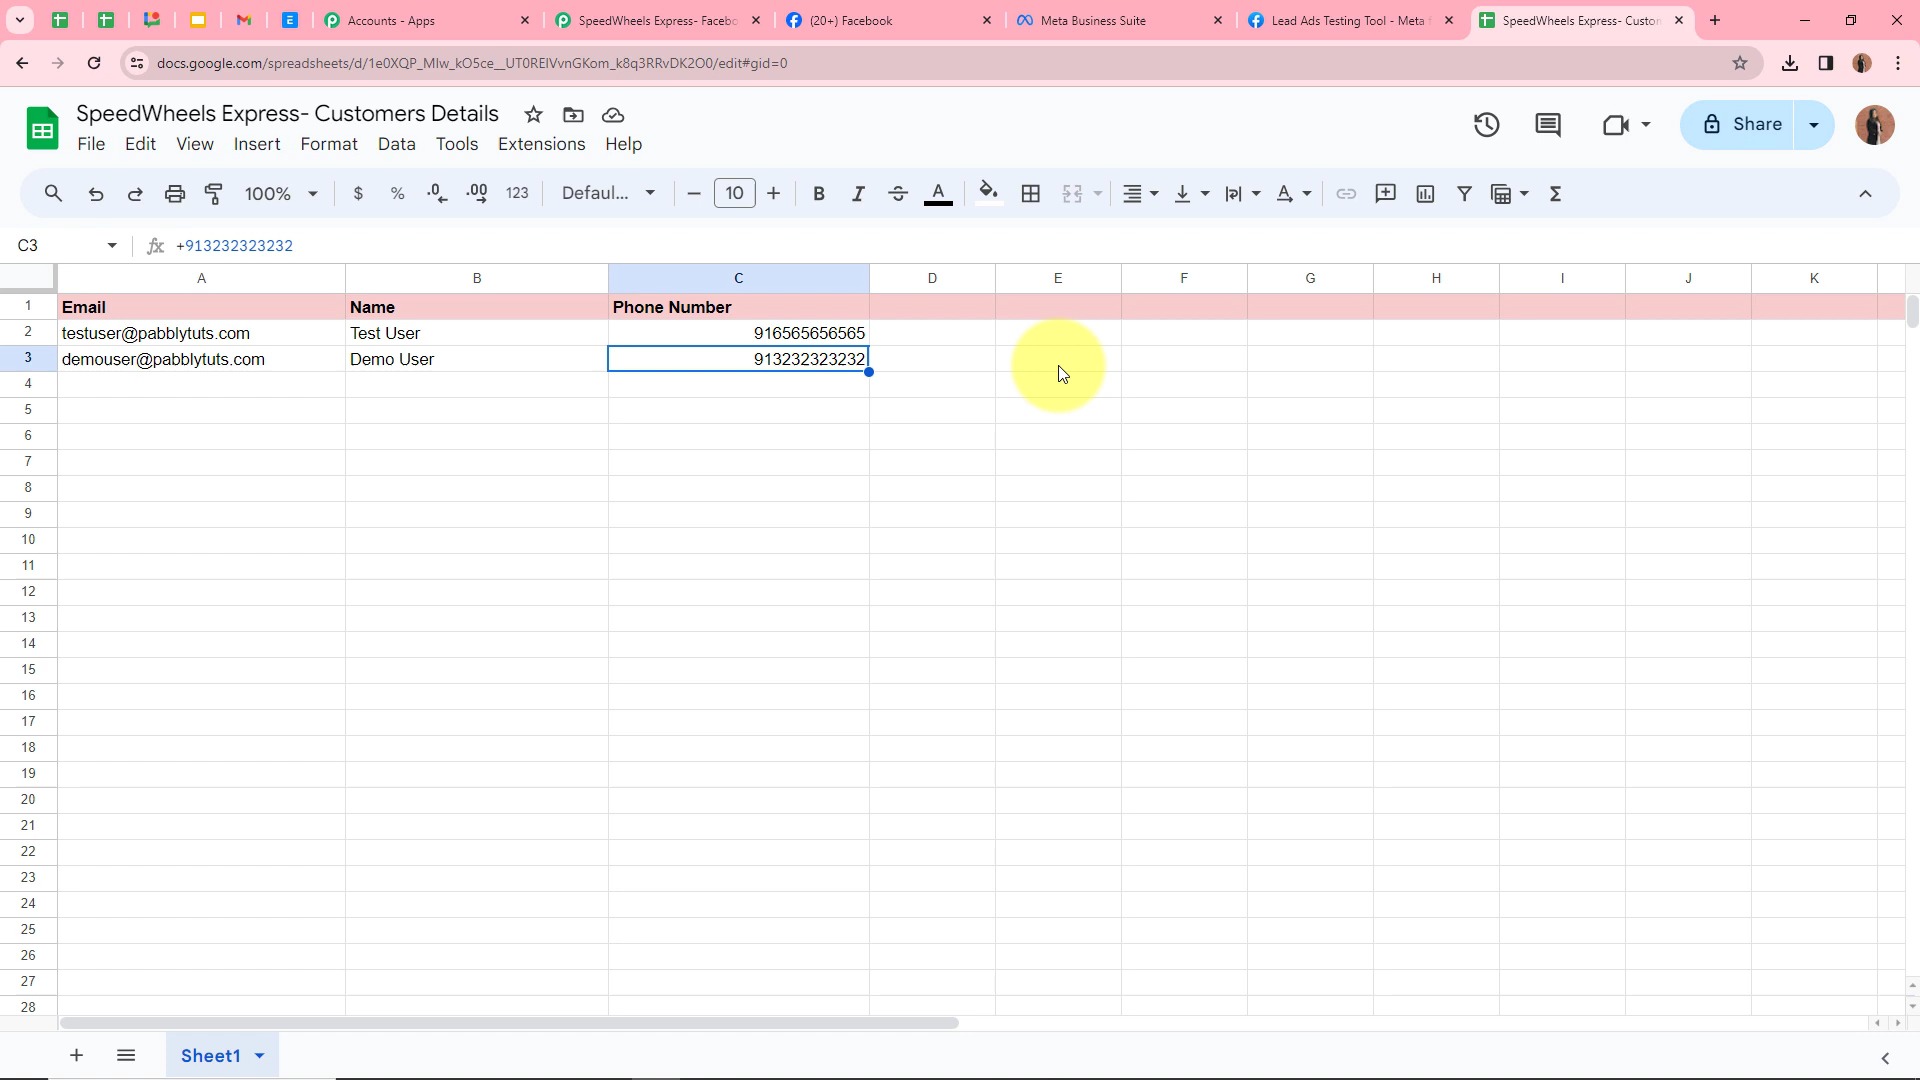 Accounts - Apps
SpeedWheels Express- Facebo
(20+) Facebook
Meta Business Suite
Lead Ads Testing Tool - Meta f
SpeedWheels Express- Custom
docs.google.com/spreadsheets/d/1e0XQP_MIw_kO5ce__UT0REIVvnGKom_k8q3RRvDK2O0/edit#gid=0
SpeedWheels Express- Customers Details
File Edit View Insert Format Data Tools Extensions Help
Share
100% $ % .0 .00 123 Defaul... 10 B I S A A Σ
C3 fx +913232323232
A B C D E F G H I J K
1 Email Name Phone Number
2 testuser@pabblytuts.com Test User 916565656565
3 demouser@pabblytuts.com Demo User 913232323232
4
5
6
7
8
9
10
11
12
13
14
15
16
17
18
19
20
21
22
23
24
25
26
27
28
Sheet1